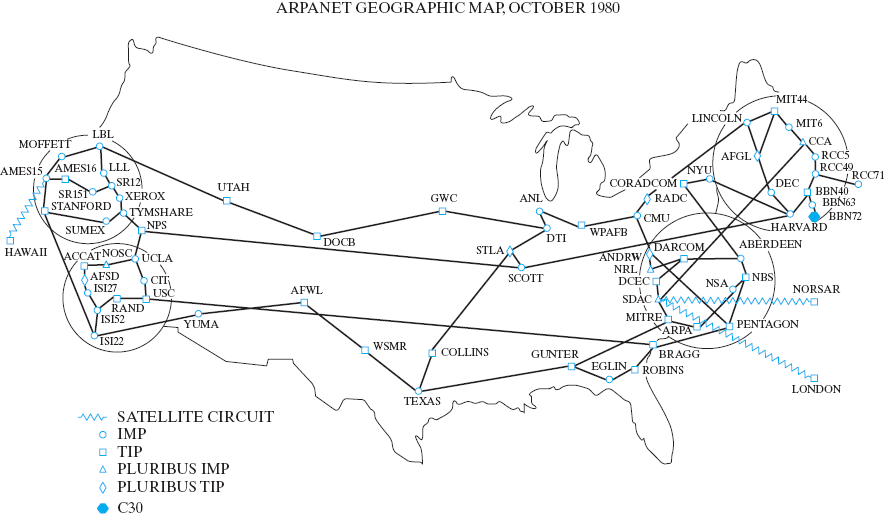 ARPANET GEOGRAPHIC MAP, OCTOBER 1980
MOFFETT
LBL
AMES15
AMES16
LLL
SR12
SR151
XEROX
STANFORD
TYMSHARE
SUMEX
NPS
HAWAII
ACCAT
NOSC
UCLA
AFSD
ISI27
CIT
USC
RAND
ISI52
ISI22
YUMA
UTAH
DOCB
GWC
AFWL
WSMR
TEXAS
COLLINS
STLA
SCOTT
ANL
DTI
WPAFB
GUNTER
EGLIN
ROBINS
BRAGG
CORADCOM
RADC
CMU
NYU
LINCOLN
MIT44
MIT6
CCA
RCC5
RCC49
RCC71
AFGL
DEC
BBN40
BBN63
BBN72
HARVARD
ABERDEEN
DARCOM
ANDRW
NRL
DCEC
SDAC
MITRE
ARPA
NSA
NBS
PENTAGON
NORSAR
LONDON
SATELLITE CIRCUIT
IMP
TIP
PLURIBUS IMP
PLURIBUS TIP
C30